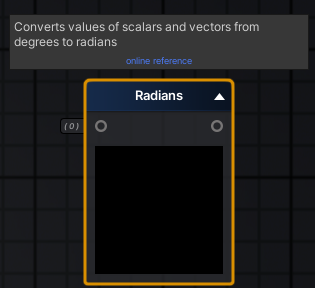 Converts values of scalars and vectors from
degrees to radians
online reference
Radians
( 0 )